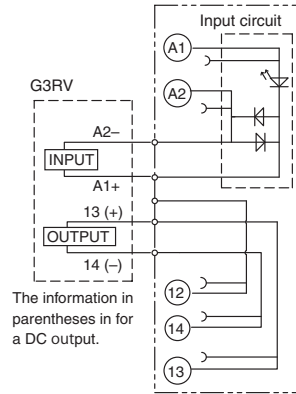 Input circuit
A1
G3RV
A2
A2−
INPUT
A1+
13 (+)
OUTPUT
14 (−)
The information in
parentheses in for
a DC output.
12
14
13